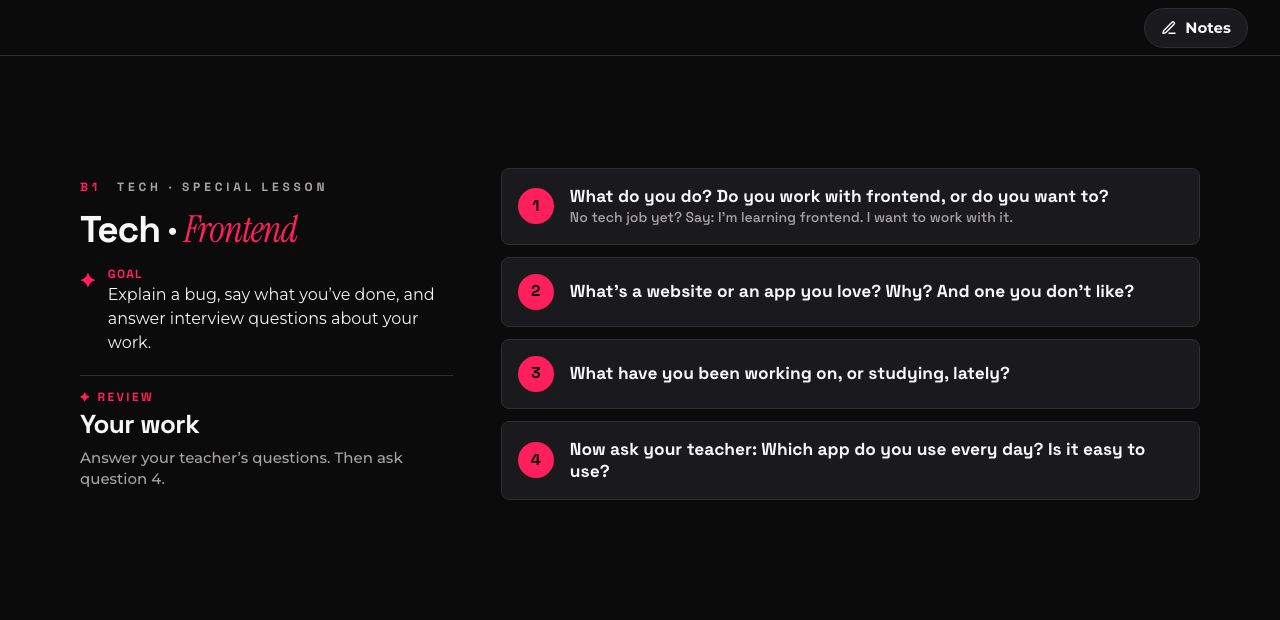 Notes
B1 TECH · SPECIAL LESSON
Tech · Frontend
GOAL
Explain a bug, say what you've done, and
answer interview questions about your
work.
REVIEW
Your work
Answer your teacher's questions. Then ask
question 4.
1
What do you do? Do you work with frontend, or do you want to?
No tech job yet? Say: I'm learning frontend. I want to work with it.
2
What's a website or an app you love? Why? And one you don't like?
3
What have you been working on, or studying, lately?
4
Now ask your teacher: Which app do you use every day? Is it easy to
use?